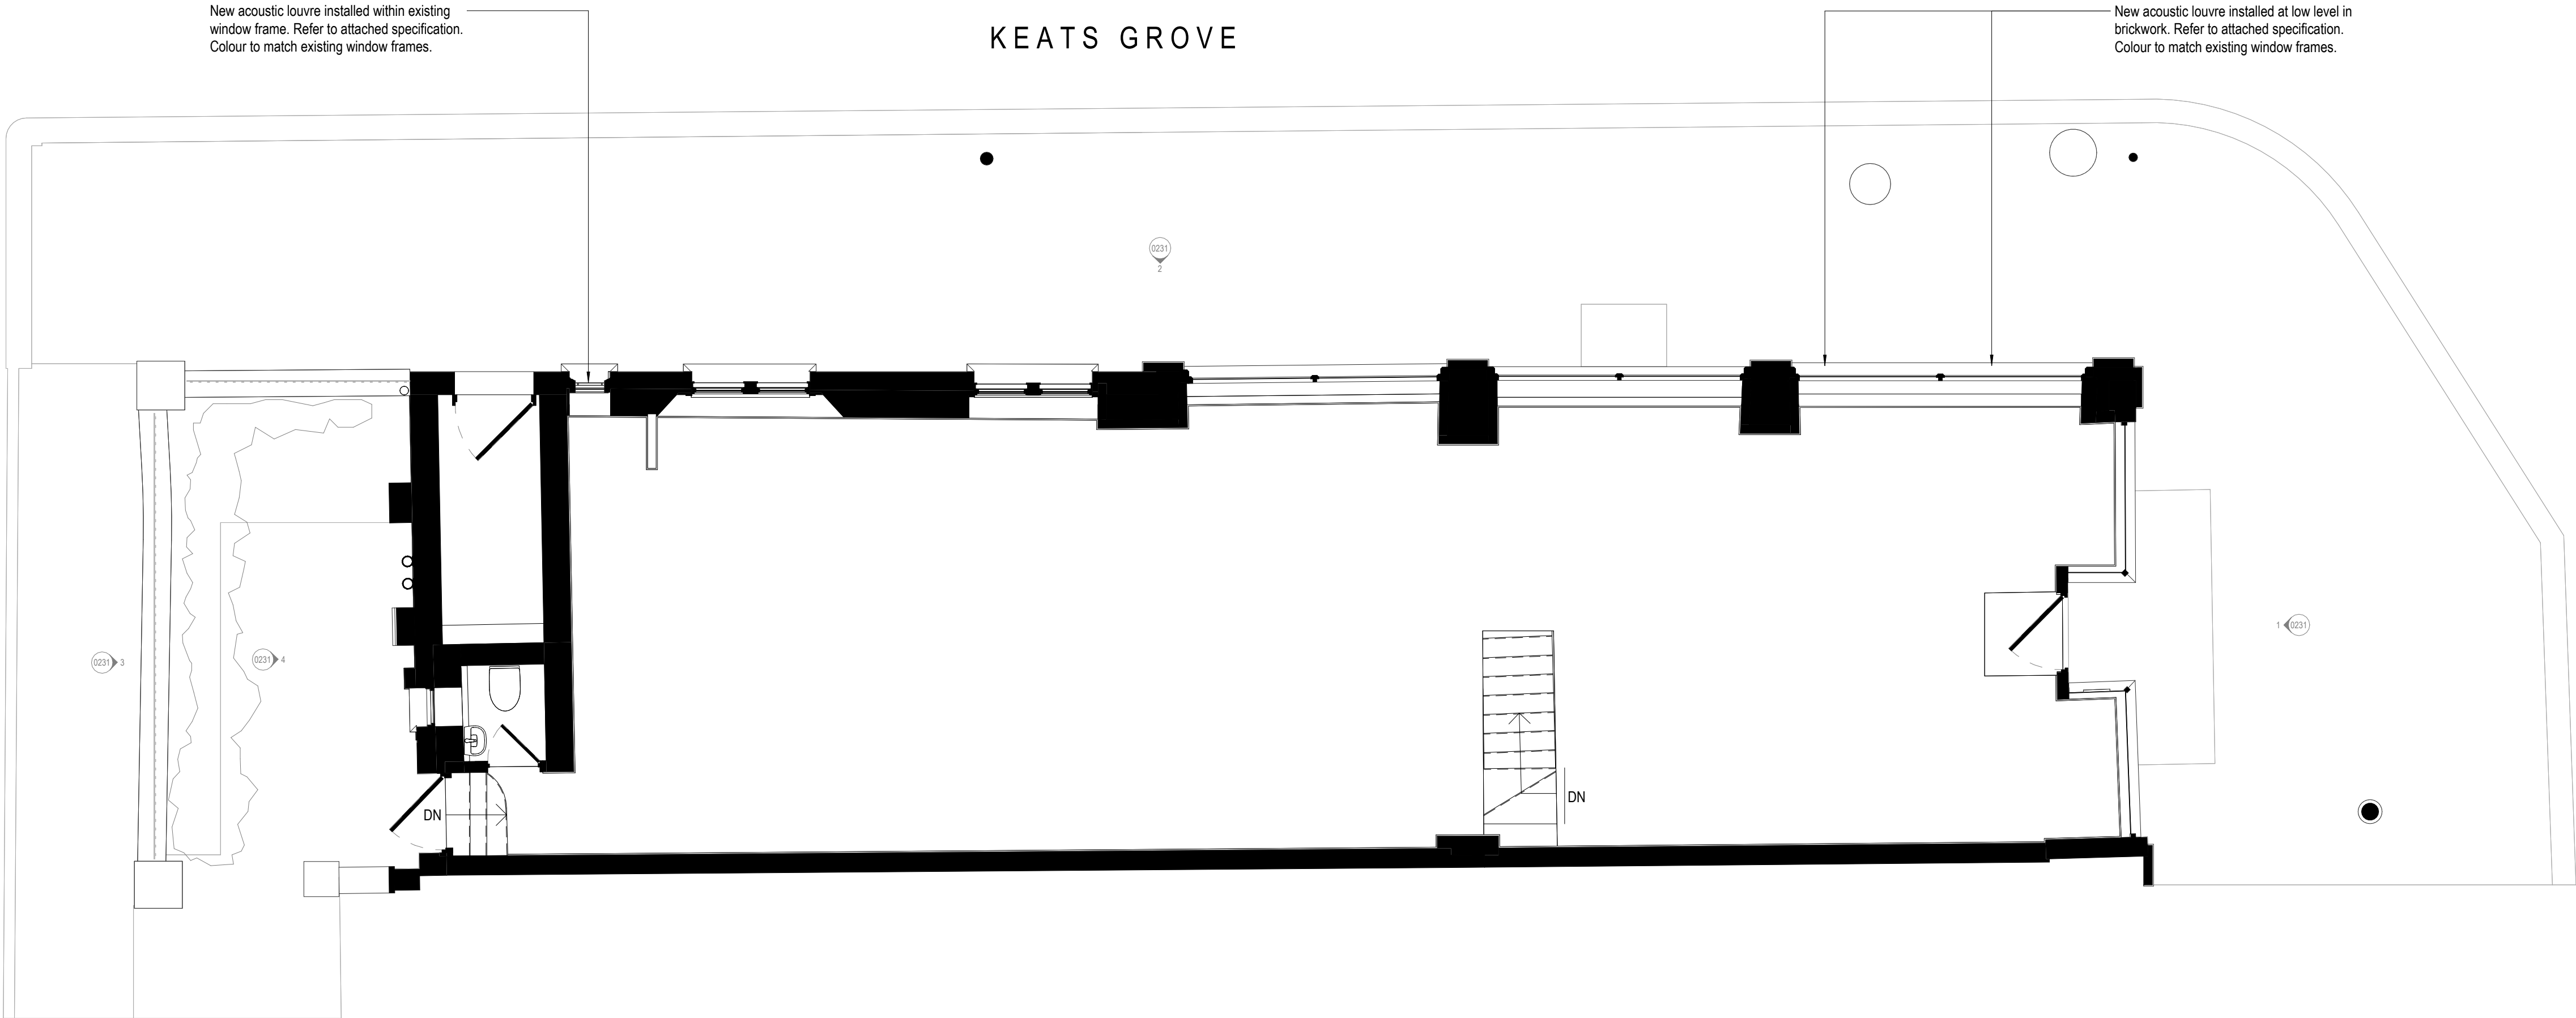 New acoustic louvre installed within existing
window frame. Refer to attached specification.
Colour to match existing window frames.
KEATS GROVE
New acoustic louvre installed at low level in
brickwork. Refer to attached specification.
Colour to match existing window frames.
0231
2
1 0231
0231 3
0231 4
DN
DN